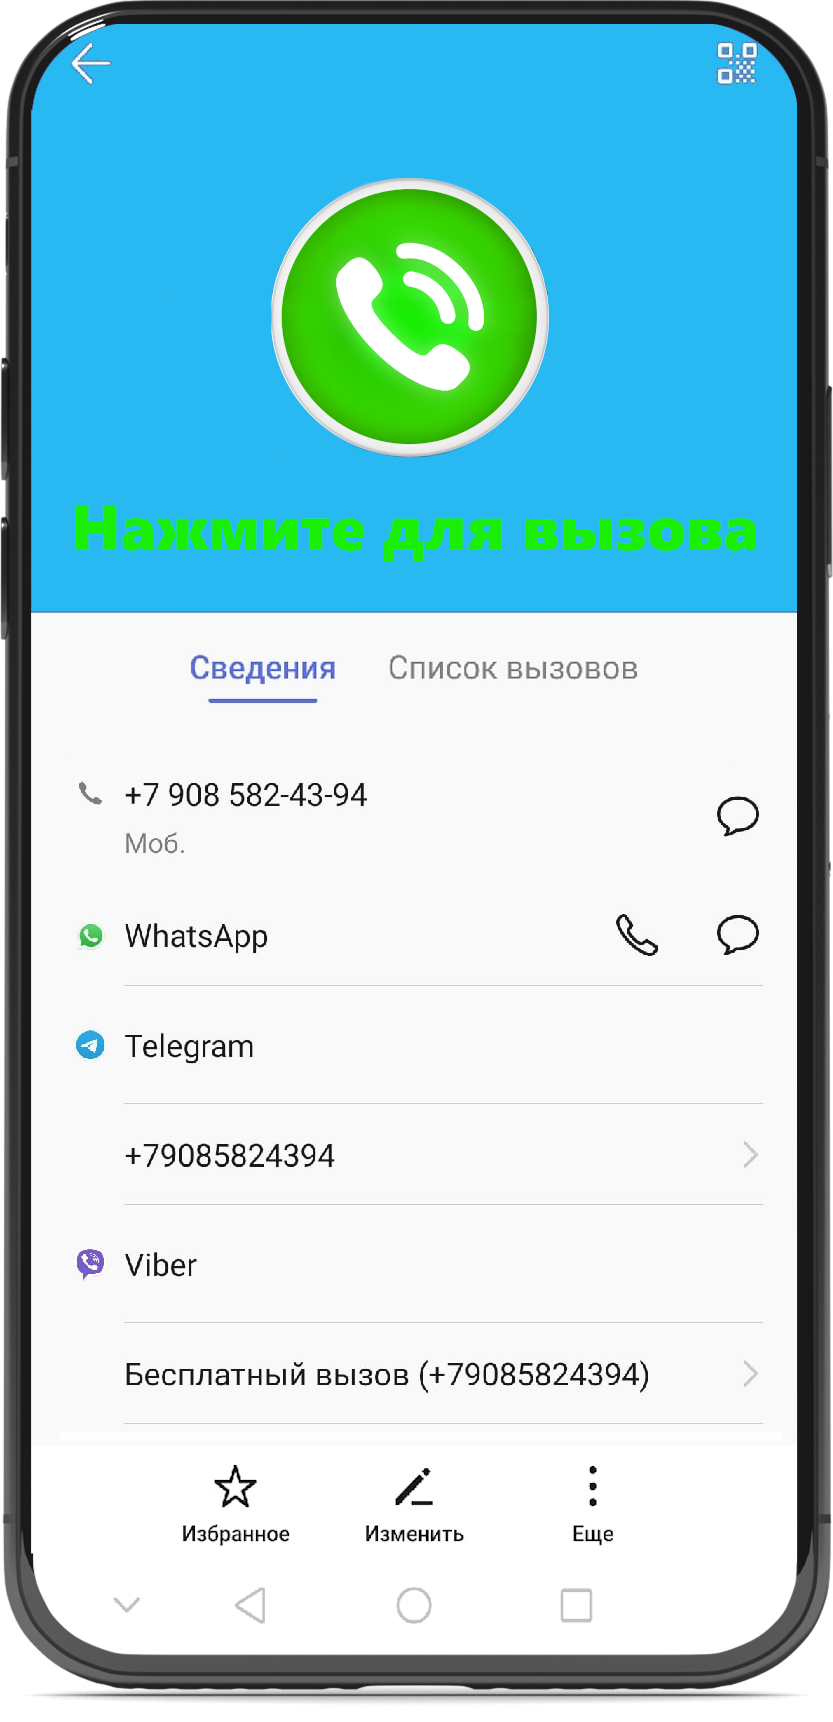 Нажмите для вызова
Сведения Список вызовов
+7 908 582-43-94
Моб.
WhatsApp
Telegram
+79085824394
Viber
Бесплатный вызов (+79085824394)
Избранное Изменить Еще